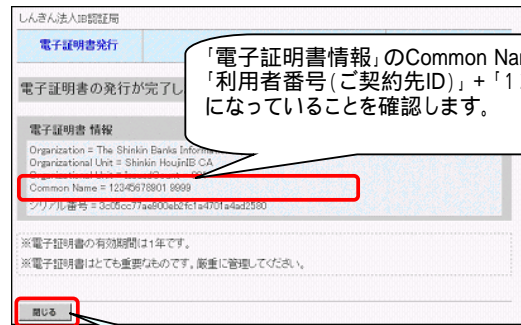 しんきん法人IB認証局
電子証明書発行
「電子証明書情報」のCommon Nam
「利用者番号(ご契約先ID)」+「1
になっていることを確認します。
電子証明書の発行が完了し
電子証明書 情報
Organization = The Shinkin Banks Informa
Organizational Unit = Shinkin HoujinIB CA
Common Name = 12345678901 9999
シリアル番号 = 3c05cc77ae900eb2fc1a4701a4ad2580
※電子証明書の有効期間は1年です。
※電子証明書はとても重要なものです。厳重に管理してください。
閉じる